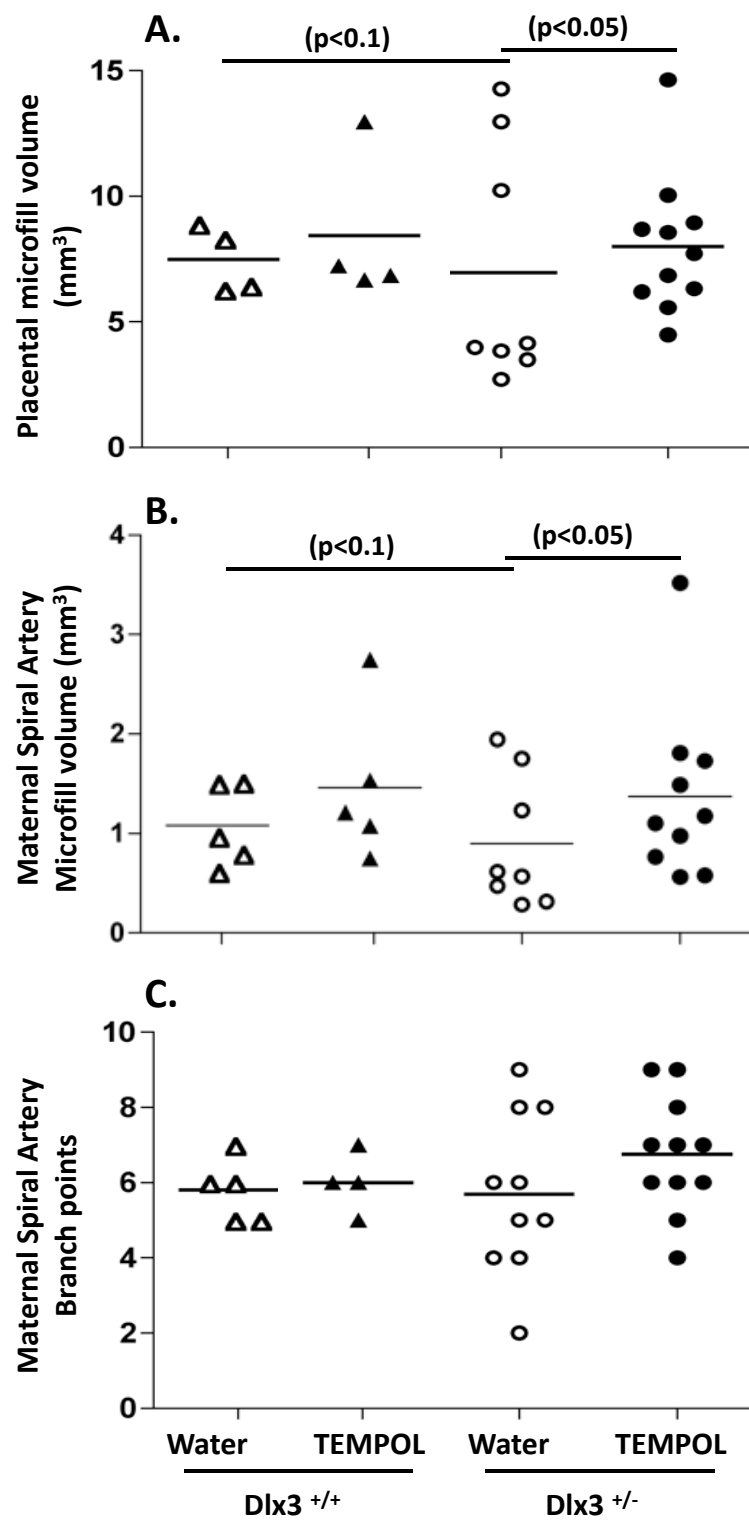 A.
(p<0.1)
(p<0.05)
Placental microfill volume
(mm³)
15
10
5
0
B.
(p<0.1)
(p<0.05)
Maternal Spiral Artery
Microfill volume (mm³)
4
3
2
1
0
C.
Maternal Spiral Artery
Branch points
10
8
6
4
2
0
Water TEMPOL Water TEMPOL
Dlx3 +/+ Dlx3 +/-